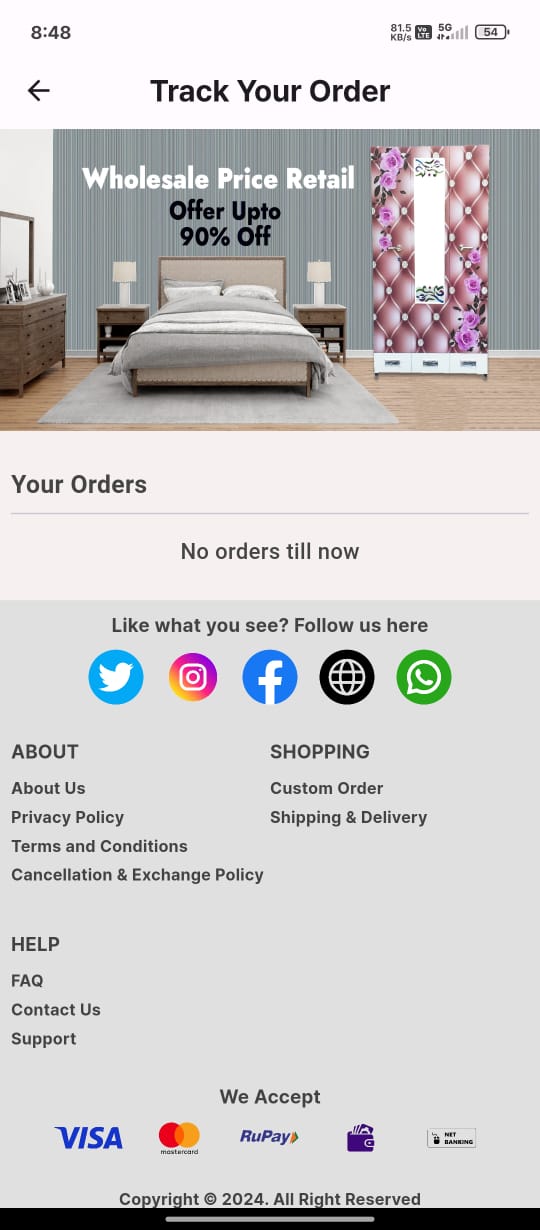 8:48
81.5 KB/s Vo LTE 5G 54
Track Your Order
Wholesale Price Retail
Offer Upto
90% Off
Your Orders
No orders till now
Like what you see? Follow us here
ABOUT
About Us
Privacy Policy
Terms and Conditions
Cancellation & Exchange Policy
SHOPPING
Custom Order
Shipping & Delivery
HELP
FAQ
Contact Us
Support
We Accept
VISA
mastercard
RuPay
NET
BANKING
Copyright © 2024. All Right Reserved